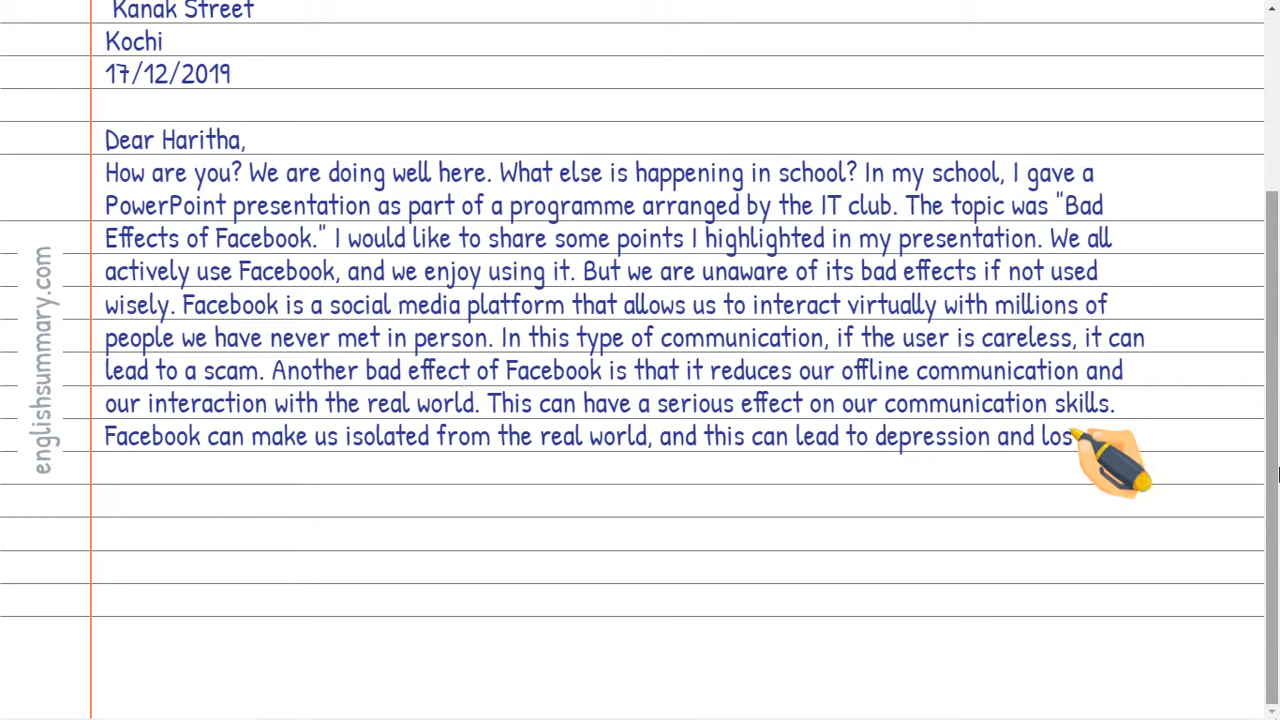 Kanak Street
Kochi
17/12/2019
Dear Haritha,
How are you? We are doing well here. What else is happening in school? In my school, I gave a
PowerPoint presentation as part of a programme arranged by the IT club. The topic was "Bad
Effects of Facebook." I would like to share some points I highlighted in my presentation. We all
actively use Facebook, and we enjoy using it. But we are unaware of its bad effects if not used
wisely. Facebook is a social media platform that allows us to interact virtually with millions of
people we have never met in person. In this type of communication, if the user is careless, it can
lead to a scam. Another bad effect of Facebook is that it reduces our offline communication and
our interaction with the real world. This can have a serious effect on our communication skills.
Facebook can make us isolated from the real world, and this can lead to depression and los
englishsummary.com